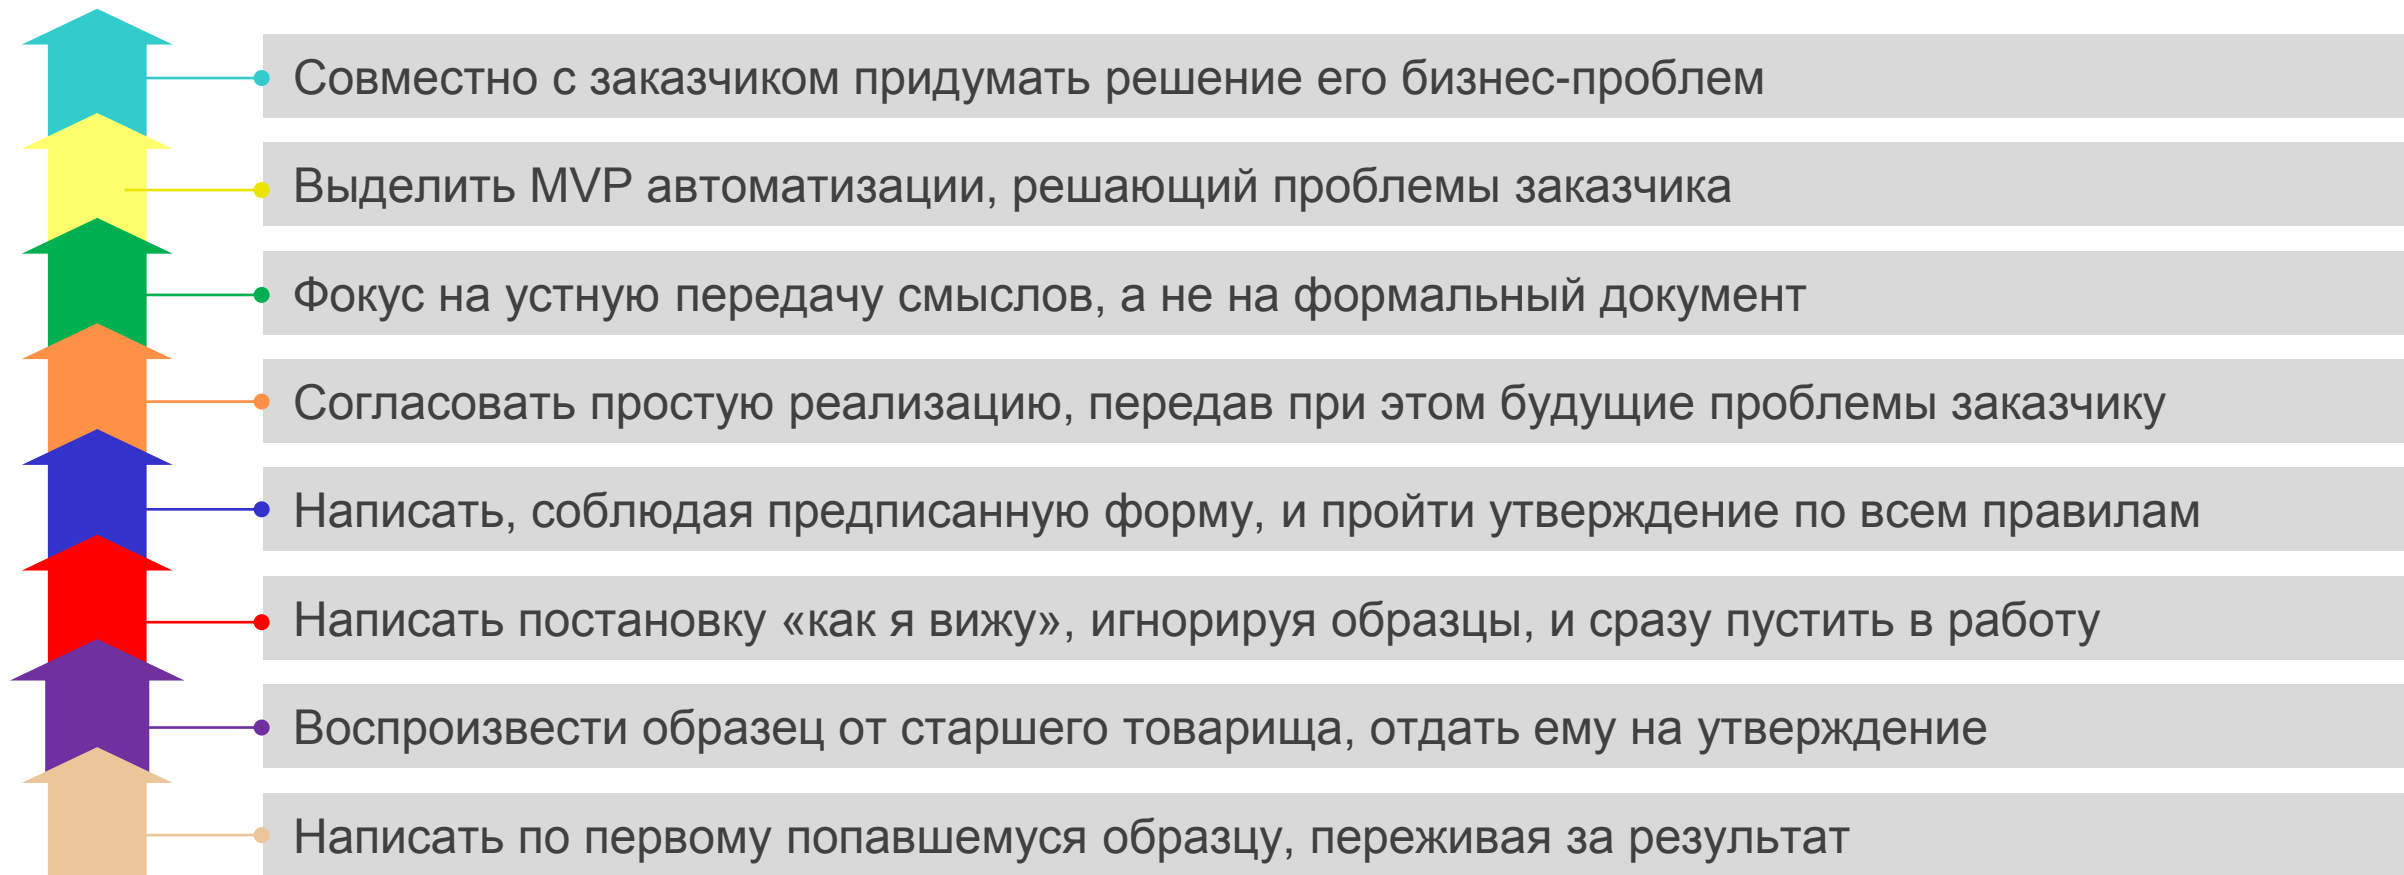 Совместно с заказчиком придумать решение его бизнес-проблем
Выделить MVP автоматизации, решающий проблемы заказчика
Фокус на устную передачу смыслов, а не на формальный документ
Согласовать простую реализацию, передав при этом будущие проблемы заказчику
Написать, соблюдая предписанную форму, и пройти утверждение по всем правилам
Написать постановку «как я вижу», игнорируя образцы, и сразу пустить в работу
Воспроизвести образец от старшего товарища, отдать ему на утверждение
Написать по первому попавшемуся образцу, переживая за результат